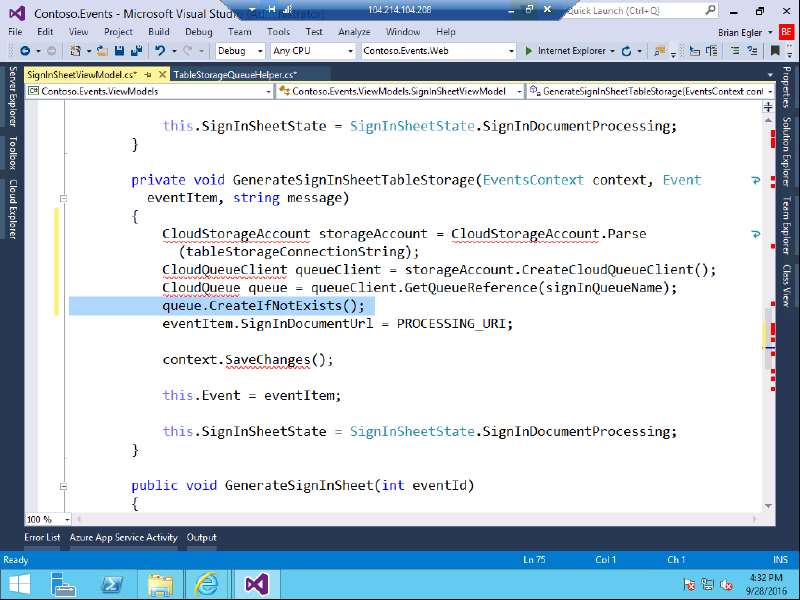 104.214.104.208
Contoso.Events - Microsoft Visual Stu
Quick Launch (Ctrl+Q)
File Edit View Project Build Debug Team Tools Test Analyze Window Help
Brian Egler BE
Debug Any CPU Contoso.Events.Web Internet Explorer
SignInSheetViewModel.cs* TableStorageQueueHelper.cs*
Contoso.Events.ViewModels Contoso.Events.ViewModels.SignInSheetViewModel GenerateSignInSheetTableStorage(EventsContext cont
Server Explorer
Toolbox
Cloud Explorer
this.SignInSheetState = SignInSheetState.SignInDocumentProcessing;
}
private void GenerateSignInSheetTableStorage(EventsContext context, Event
eventItem, string message)
{
CloudStorageAccount storageAccount = CloudStorageAccount.Parse
(tableStorageConnectionString);
CloudQueueClient queueClient = storageAccount.CreateCloudQueueClient();
CloudQueue queue = queueClient.GetQueueReference(signInQueueName);
queue.CreateIfNotExists();
eventItem.SignInDocumentUrl = PROCESSING_URI;
context.SaveChanges();
this.Event = eventItem;
this.SignInSheetState = SignInSheetState.SignInDocumentProcessing;
}
public void GenerateSignInSheet(int eventId)
{
Properties
Solution Explorer
Team Explorer
Class View
100 %
Error List Azure App Service Activity Output
Ready Ln 75 Col 1 Ch 1 INS
4:32 PM
9/28/2016